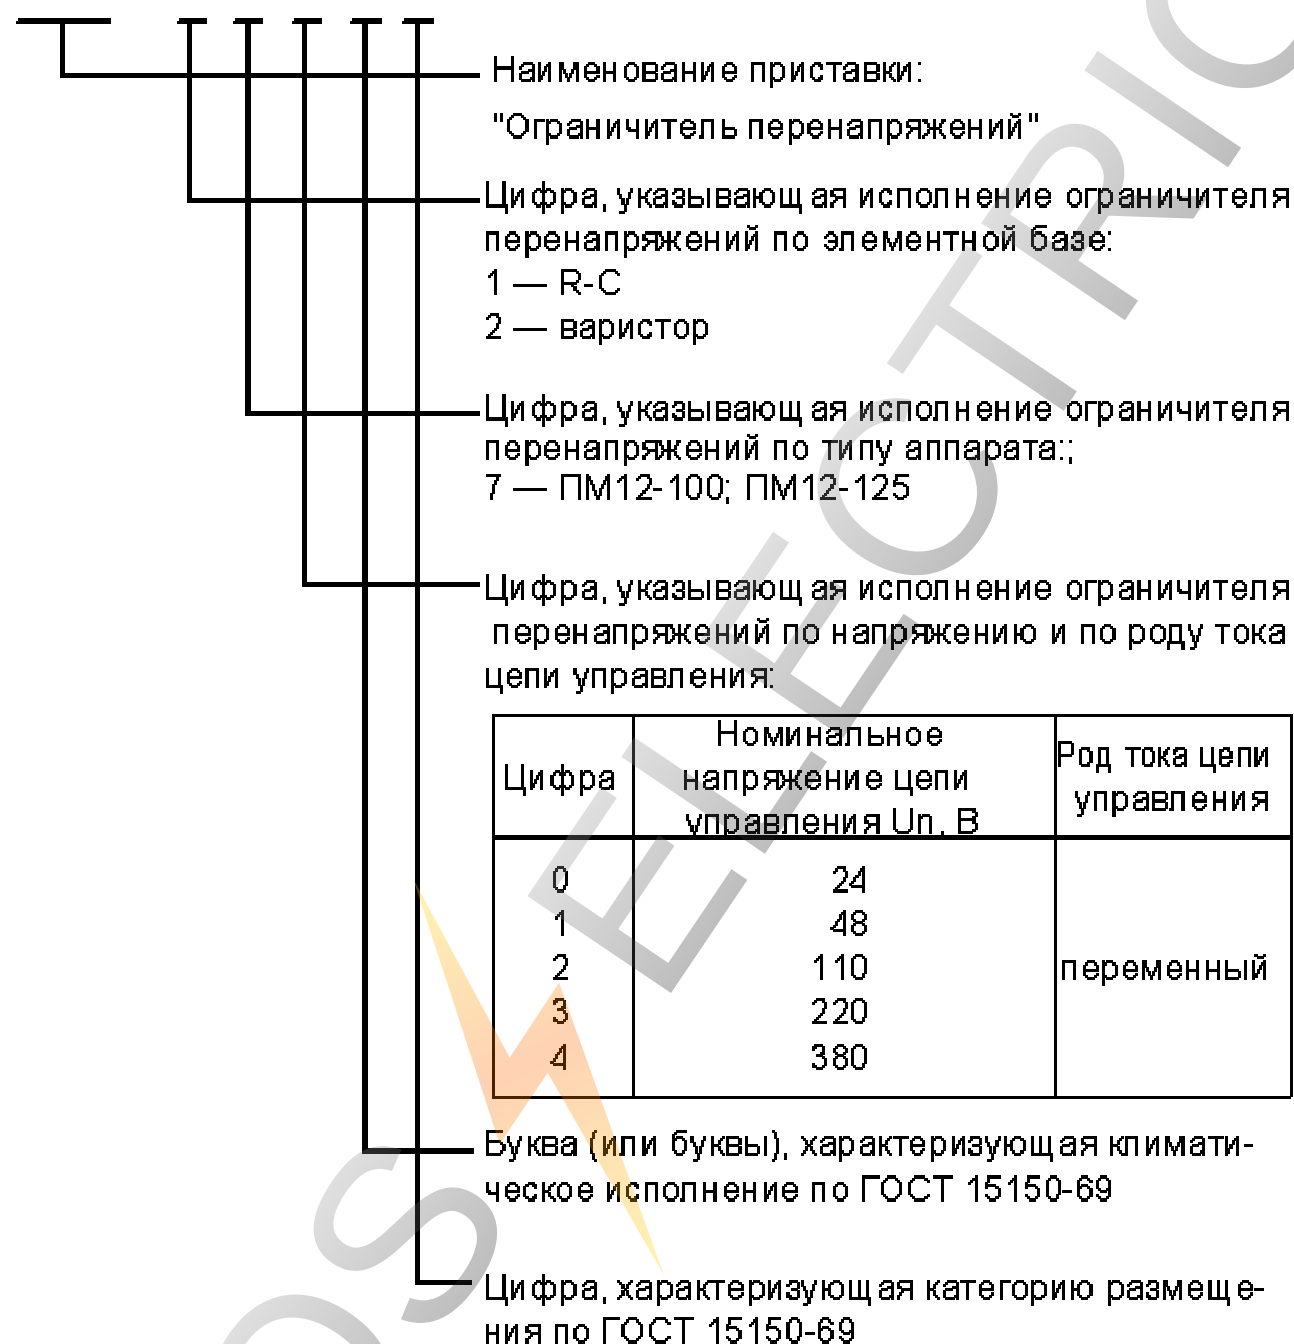 Наименование приставки:
"Ограничитель перенапряжений"
Цифра, указывающая исполнение ограничителя
перенапряжений по элементной базе:
1 — R-C
2 — варистор
Цифра, указывающая исполнение ограничителя
перенапряжений по типу аппарата:;
7 — ПМ12-100; ПМ12-125
Цифра, указывающая исполнение ограничителя
перенапряжений по напряжению и по роду тока
цепи управления:
Цифра
Номинальное
напряжение цепи
управления Un, В
Род тока цепи
управления
0 24
1 48
2 110 переменный
3 220
4 380
Буква (или буквы), характеризующая климати-
ческое исполнение по ГОСТ 15150-69
Цифра, характеризующая категорию размеще-
ния по ГОСТ 15150-69
OS ELECTRIC